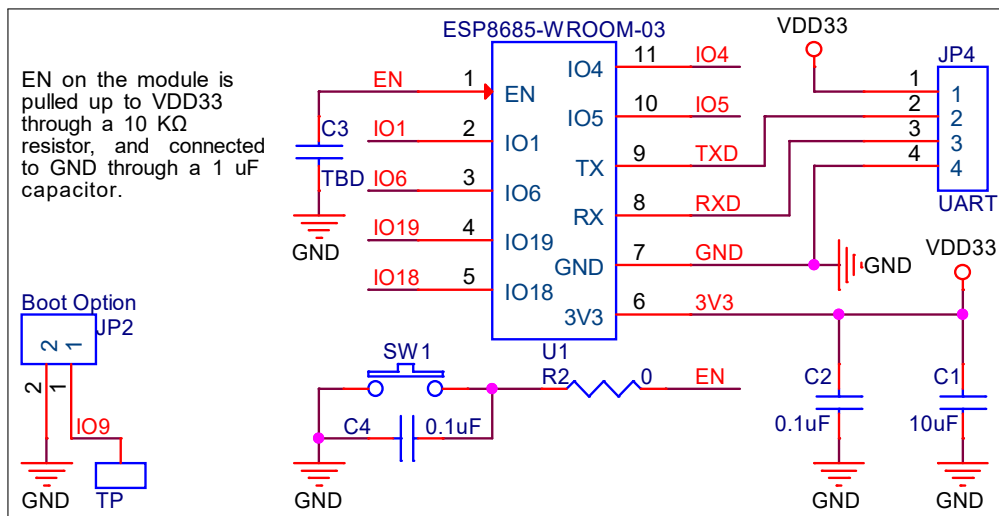 ESP8685-WROOM-03
VDD33
JP4
EN on the module is
pulled up to VDD33
through a 10 KΩ
resistor, and connected
to GND through a 1 uF
capacitor.
EN 1 EN
IO4 11 IO4
1 1
C3
TBD
GND
IO1 2 IO1
IO5 10 IO5
2 2
IO6 3 IO6
TX 9 TXD
3 3
IO19 4 IO19
RX 8 RXD
4 4
UART
IO18 5 IO18
GND 7 GND
GND
VDD33
3V3 6 3V3
U1
Boot Option
JP2
2 1
2 1
IO9
GND
TP
SW1
R2 0 EN
C4 0.1uF
GND
C2
0.1uF
GND
C1
10uF
GND